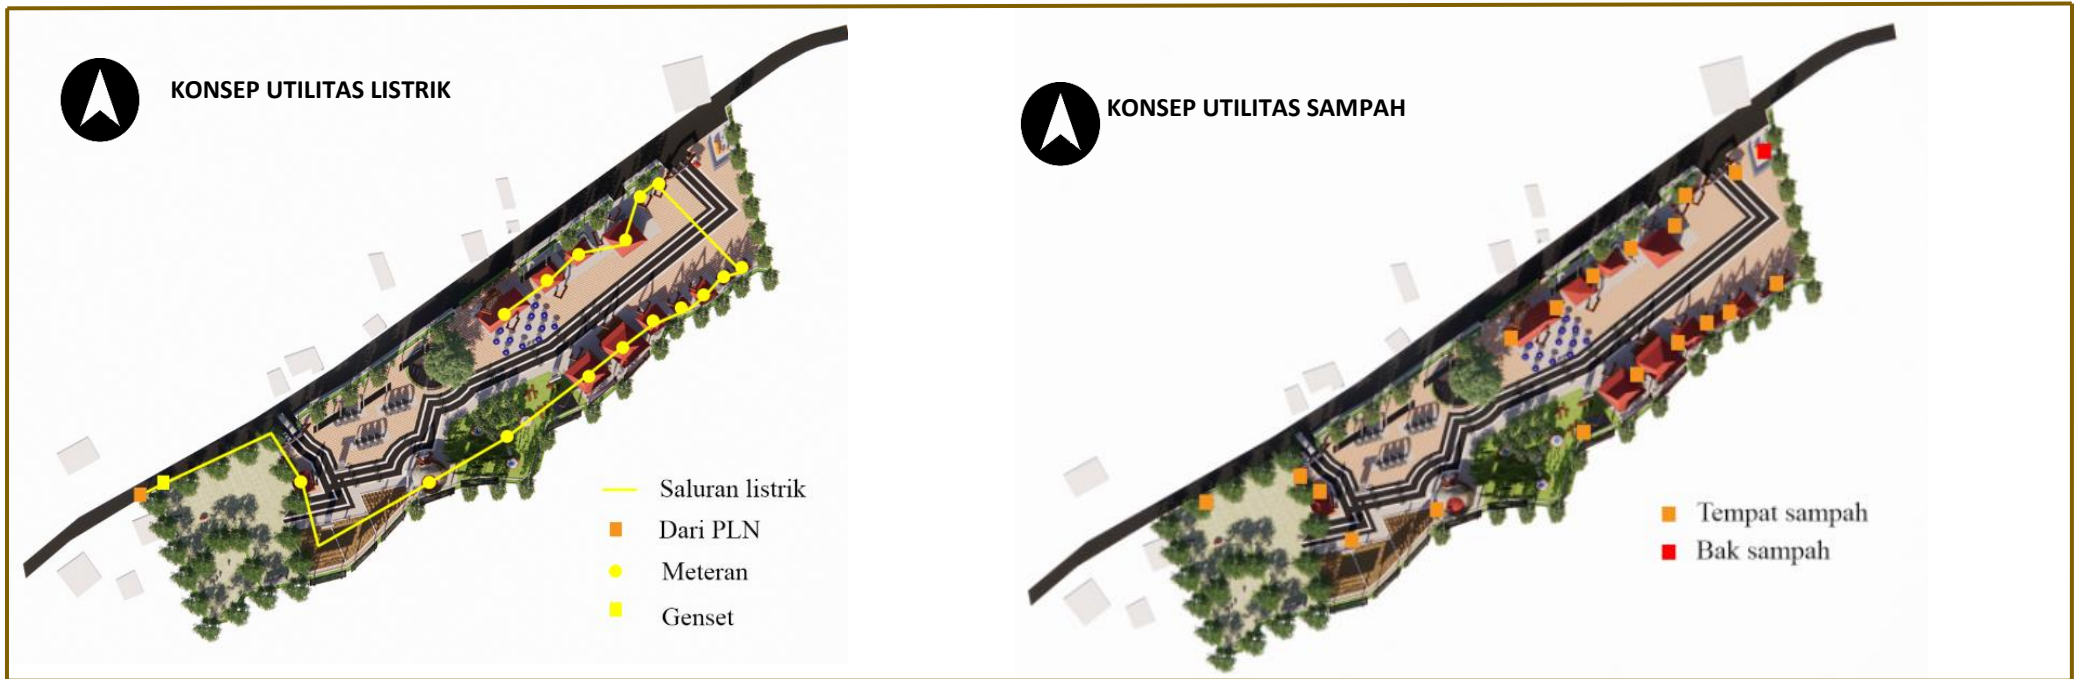 KONSEP UTILITAS LISTRIK
Saluran listrik
Dari PLN
Meteran
Genset
KONSEP UTILITAS SAMPAH
Tempat sampah
Bak sampah